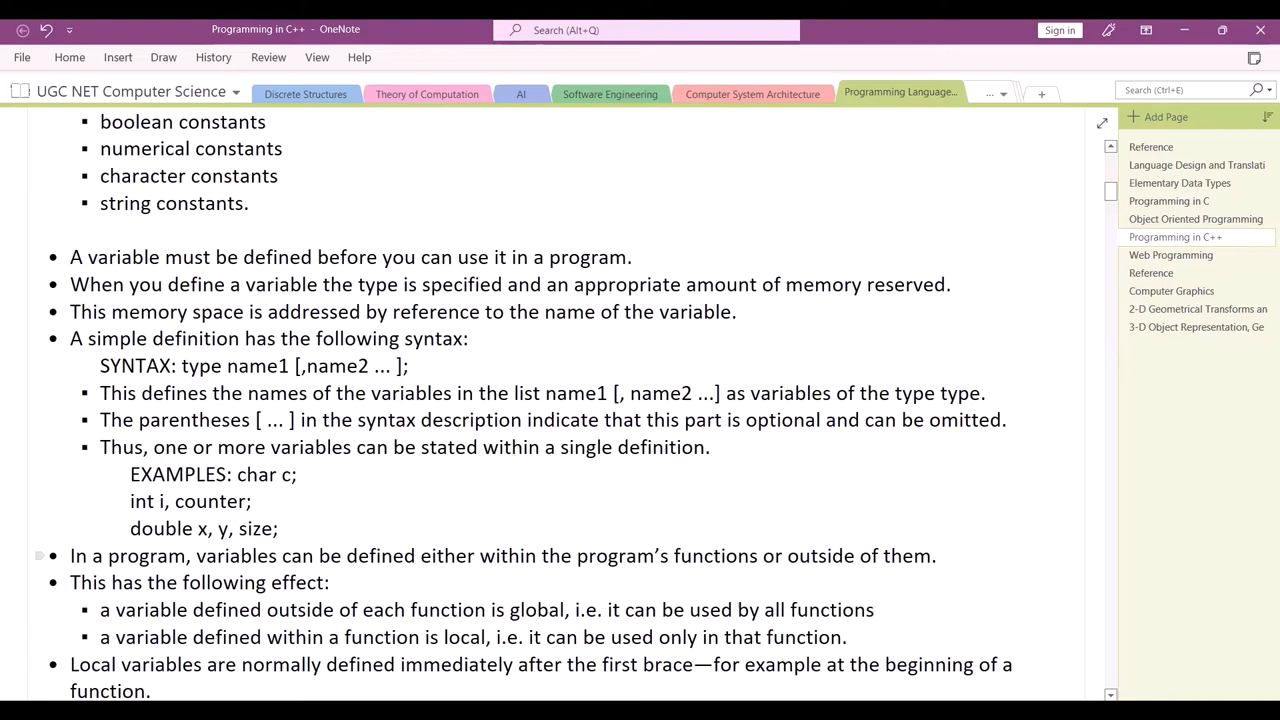 Programming in C++ - OneNote
Search (Alt+Q)
Sign in
File Home Insert Draw History Review View Help
UGC NET Computer Science
Discrete Structures
Theory of Computation
AI
Software Engineering
Computer System Architecture
Programming Language...
...
Search (Ctrl+E)
▪ boolean constants
▪ numerical constants
▪ character constants
▪ string constants.
• A variable must be defined before you can use it in a program.
• When you define a variable the type is specified and an appropriate amount of memory reserved.
• This memory space is addressed by reference to the name of the variable.
• A simple definition has the following syntax:
SYNTAX: type name1 [,name2 ... ];
▪ This defines the names of the variables in the list name1 [, name2 ...] as variables of the type type.
▪ The parentheses [ ... ] in the syntax description indicate that this part is optional and can be omitted.
▪ Thus, one or more variables can be stated within a single definition.
EXAMPLES: char c;
int i, counter;
double x, y, size;
• In a program, variables can be defined either within the program’s functions or outside of them.
• This has the following effect:
▪ a variable defined outside of each function is global, i.e. it can be used by all functions
▪ a variable defined within a function is local, i.e. it can be used only in that function.
• Local variables are normally defined immediately after the first brace—for example at the beginning of a
function.
Add Page
Reference
Language Design and Translati
Elementary Data Types
Programming in C
Object Oriented Programming
Programming in C++
Web Programming
Reference
Computer Graphics
2-D Geometrical Transforms an
3-D Object Representation, Ge